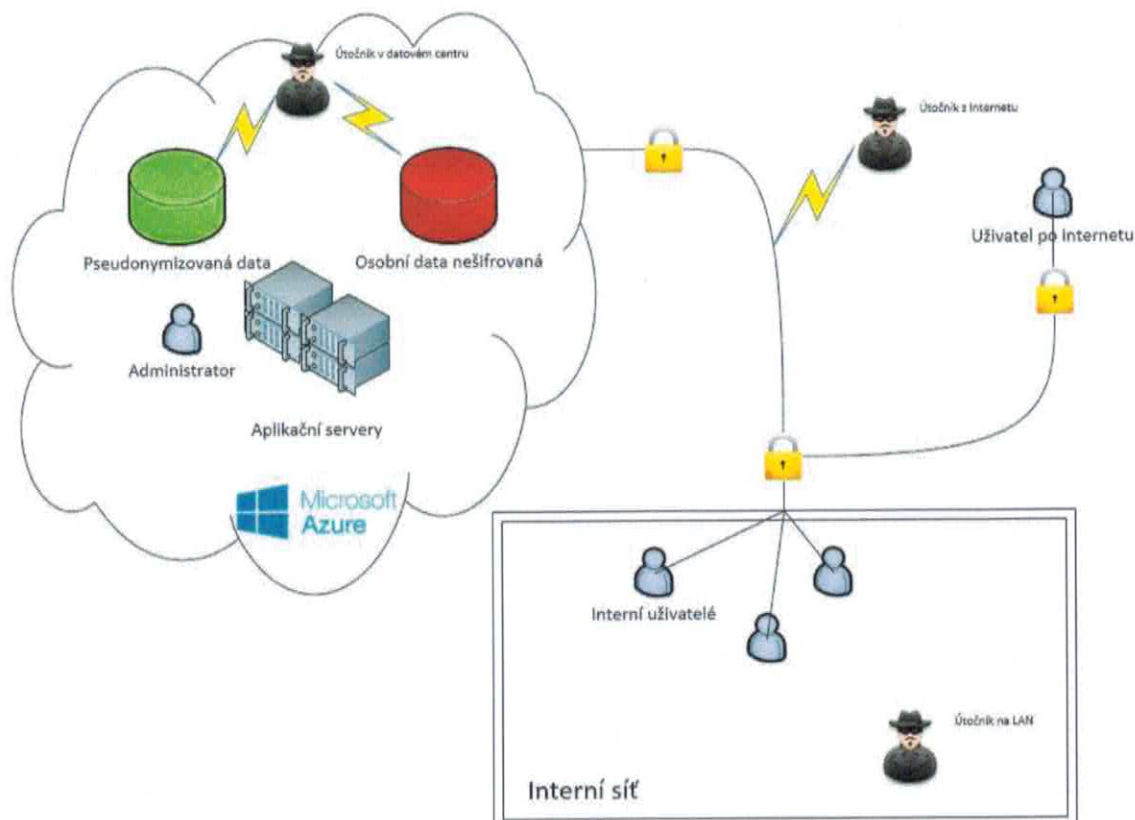 Útočník v datovém centru
Útočník z Internetu
Uživatel po Internetu
Pseudonymizovaná data
Osobní data nešifrovaná
Administrator
Aplikační servery
Microsoft
Azure
Interní uživatelé
Útočník na LAN
Interní síť